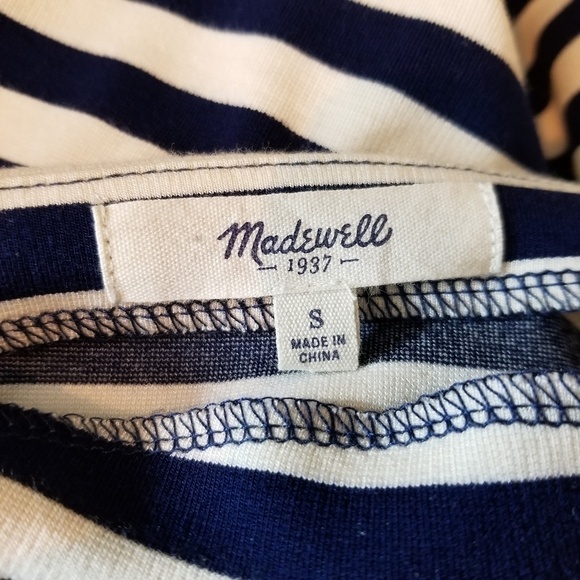 Madewell
— 1937 —
S
MADE IN
CHINA